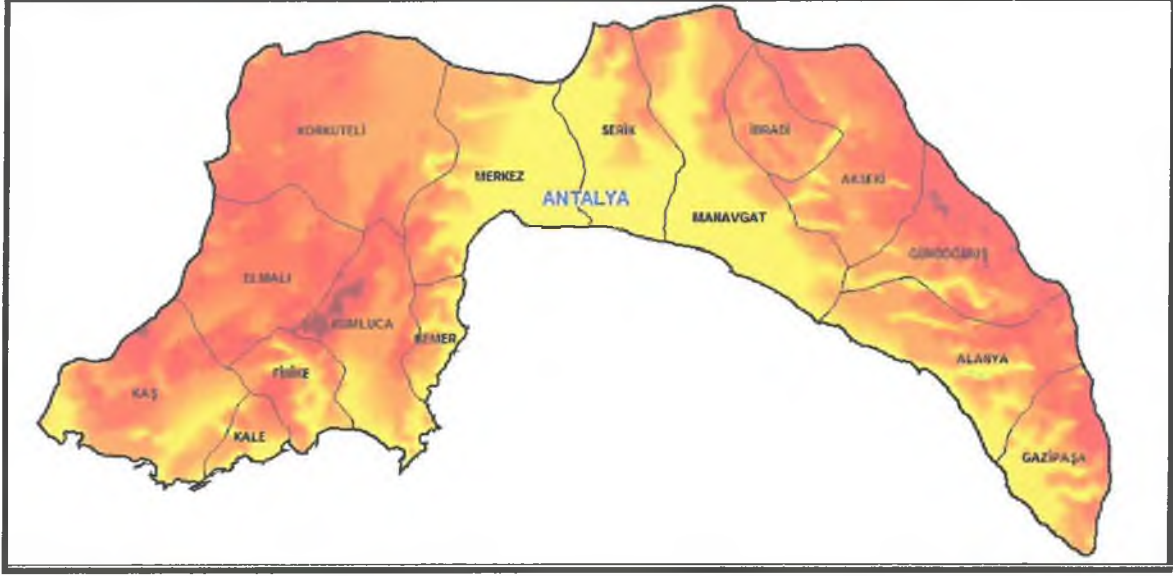 KORKUTELİ
SERİK
İBRADI
MERKEZ
AKSEKİ
ANTALYA
MANAVGAT
GÜNDOĞMUŞ
ELMALI
KUMLUCA
KEMER
ALANYA
FİNİKE
KAŞ
KALE
GAZİPAŞA